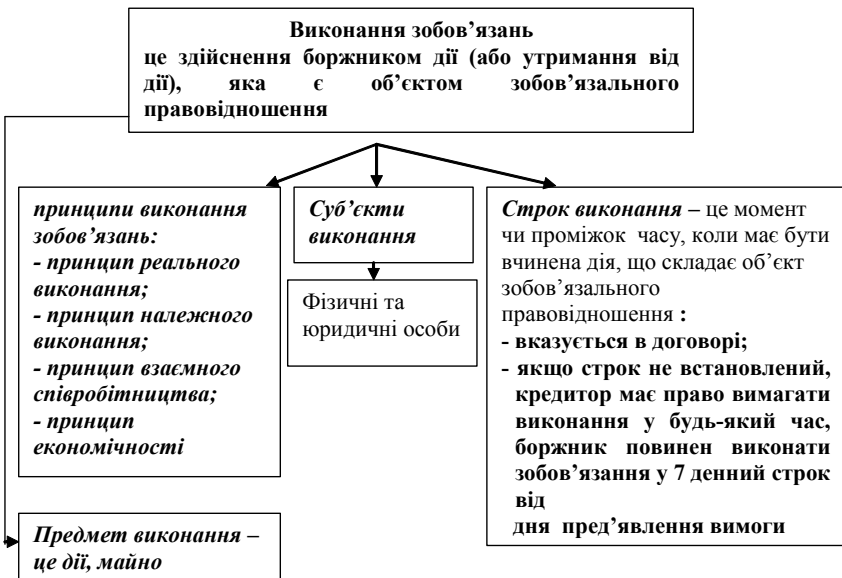 Виконання зобов’язань
це здійснення боржником дії (або утримання від
дії), яка є об’єктом зобов’язального
правовідношення
принципи виконання
зобов’язань:
- принцип реального
виконання;
- принцип належного
виконання;
- принцип взаємного
співробітництва;
- принцип
економічності
Суб’єкти
виконання
Фізичні та
юридичні особи
Строк виконання – це момент
чи проміжок часу, коли має бути
вчинена дія, що складає об’єкт
зобов’язального
правовідношення :
- вказується в договорі;
- якщо строк не встановлений,
кредитор має право вимагати
виконання у будь-який час,
боржник повинен виконати
зобов’язання у 7 денний строк
від
дня пред’явлення вимоги
Предмет виконання –
це дії, майно